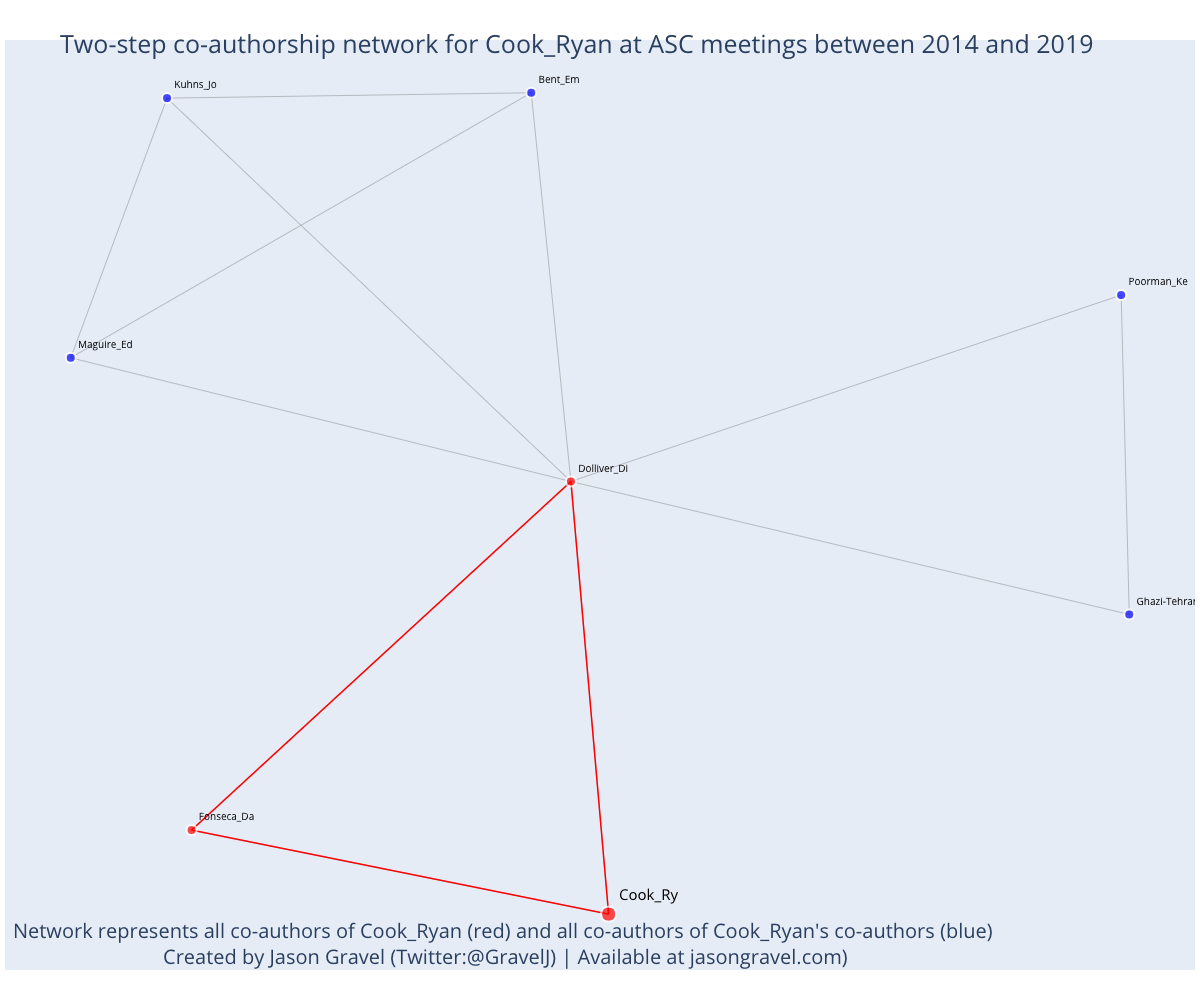 Two-step co-authorship network for Cook_Ryan at ASC meetings between 2014 and 2019
Kuhns_Jo
Bent_Em
Poorman_Ke
Maguire_Ed
Dolliver_Di
Fonseca_Da
Cook_Ry
Network represents all co-authors of Cook_Ryan (red) and all co-authors of Cook_Ryan's co-authors (blue)
Created by Jason Gravel (Twitter:@GravelJ) | Available at jasongravel.com)